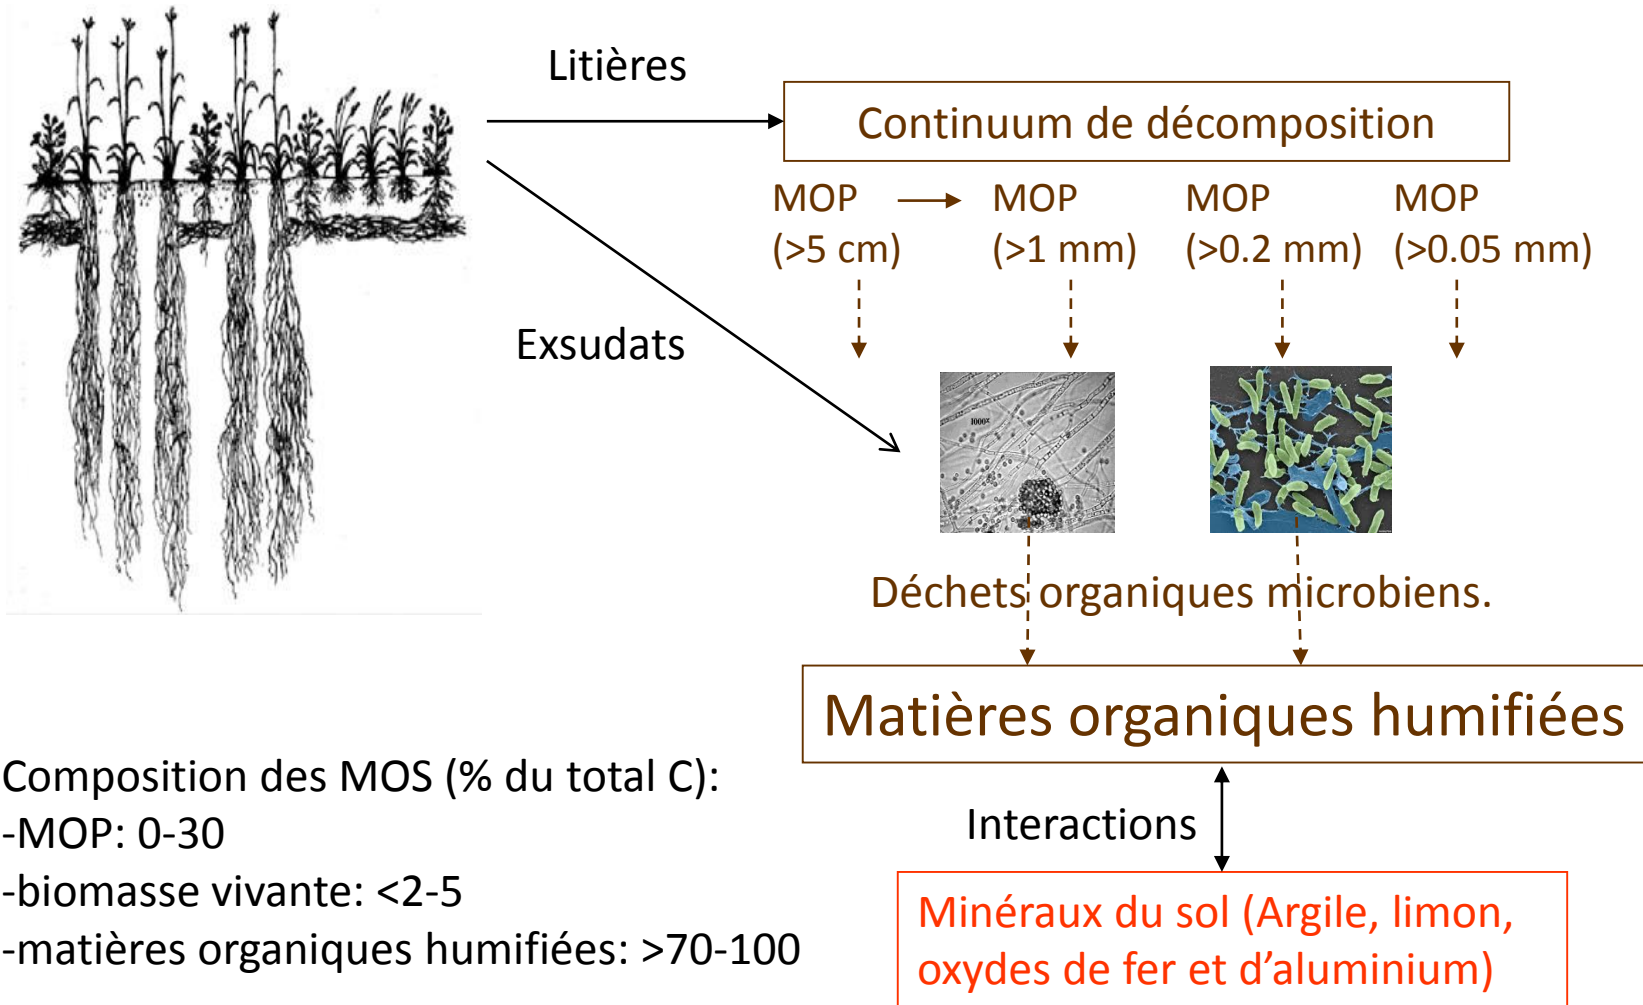 Litières
Continuum de décomposition
MOP MOP MOP MOP
(>5 cm) (>1 mm) (>0.2 mm) (>0.05 mm)
Exsudats
1000x
Déchets organiques microbiens.
Matières organiques humifiées
Composition des MOS (% du total C):
-MOP: 0-30
-biomasse vivante: <2-5
-matières organiques humifiées: >70-100
Interactions
Minéraux du sol (Argile, limon,
oxydes de fer et d’aluminium)